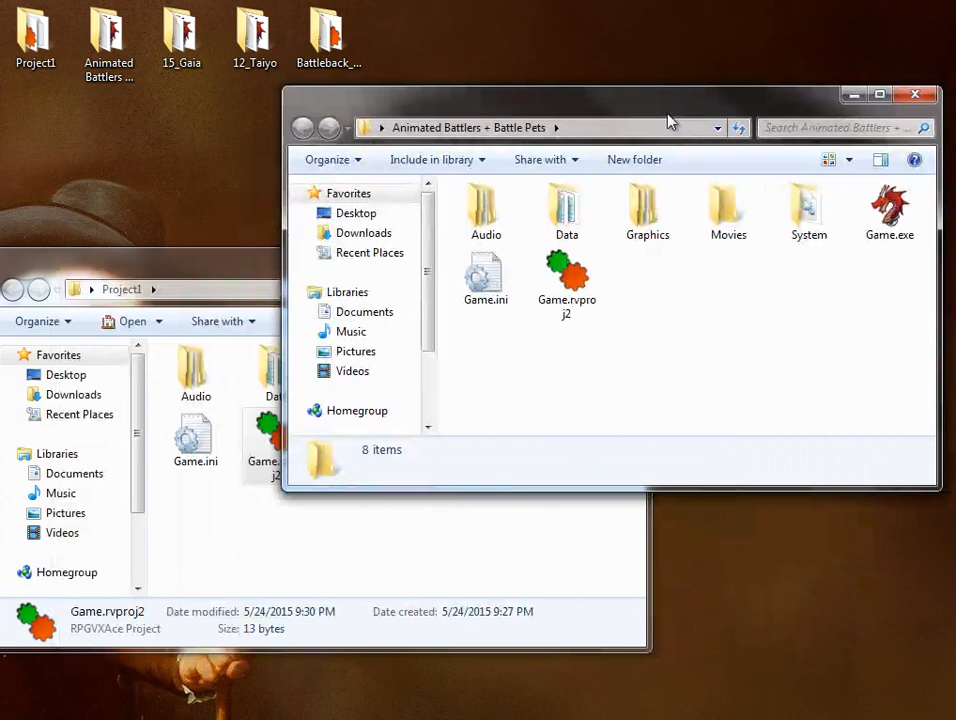 Project1
Animated
Battlers ...
15_Gaia
12_Taiyo
Battleback_...
Animated Battlers + Battle Pets
Search Animated Battlers + ...
Organize
Include in library
Share with
New folder
Favorites
Desktop
Downloads
Recent Places
Libraries
Documents
Music
Pictures
Videos
Homegroup
Audio
Data
Graphics
Movies
System
Game.exe
Game.ini
Game.rvpro
j2
8 items
Project1
Organize
Open
Share with
Favorites
Desktop
Downloads
Recent Places
Libraries
Documents
Music
Pictures
Videos
Homegroup
Audio
Dat
Game.ini
Game.
j2
Game.rvproj2
Date modified: 5/24/2015 9:30 PM
Date created: 5/24/2015 9:27 PM
RPGVXAce Project
Size: 13 bytes